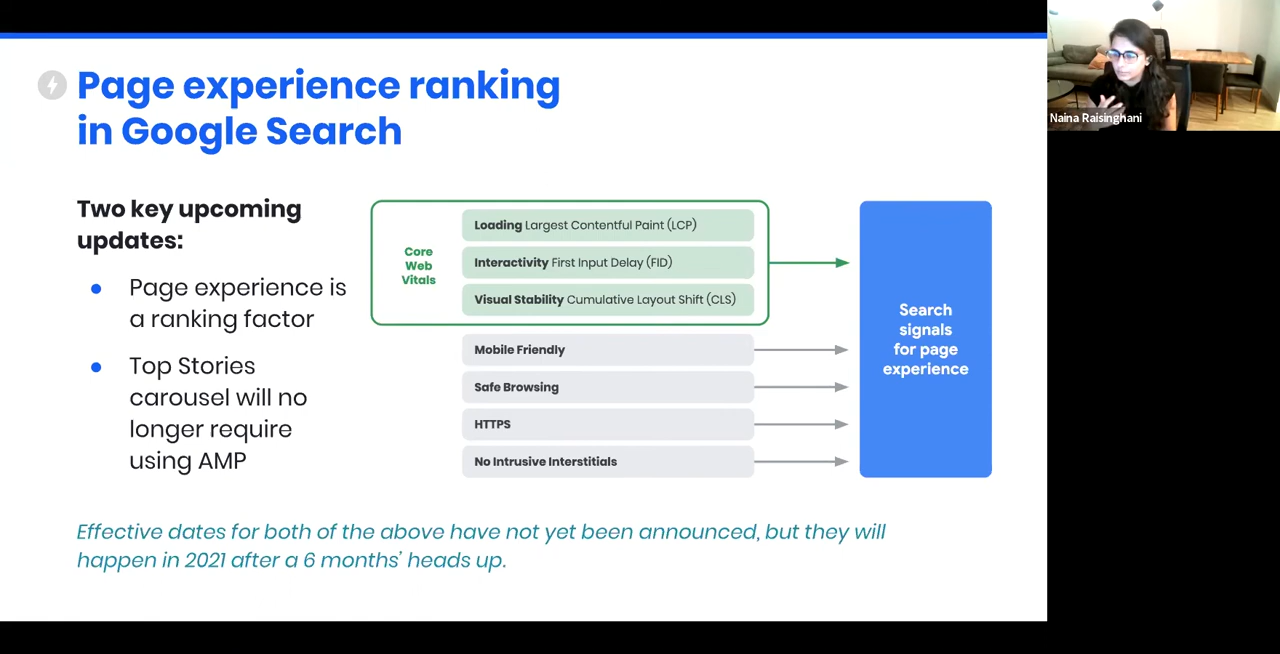 Page experience ranking
in Google Search
Naina Raisinghani
Two key upcoming
updates:
● Page experience is
a ranking factor
● Top Stories
carousel will no
longer require
using AMP
Core
Web
Vitals
Loading Largest Contentful Paint (LCP)
Interactivity First Input Delay (FID)
Visual Stability Cumulative Layout Shift (CLS)
Mobile Friendly
Safe Browsing
HTTPS
No Intrusive Interstitials
Search
signals
for page
experience
Effective dates for both of the above have not yet been announced, but they will
happen in 2021 after a 6 months’ heads up.